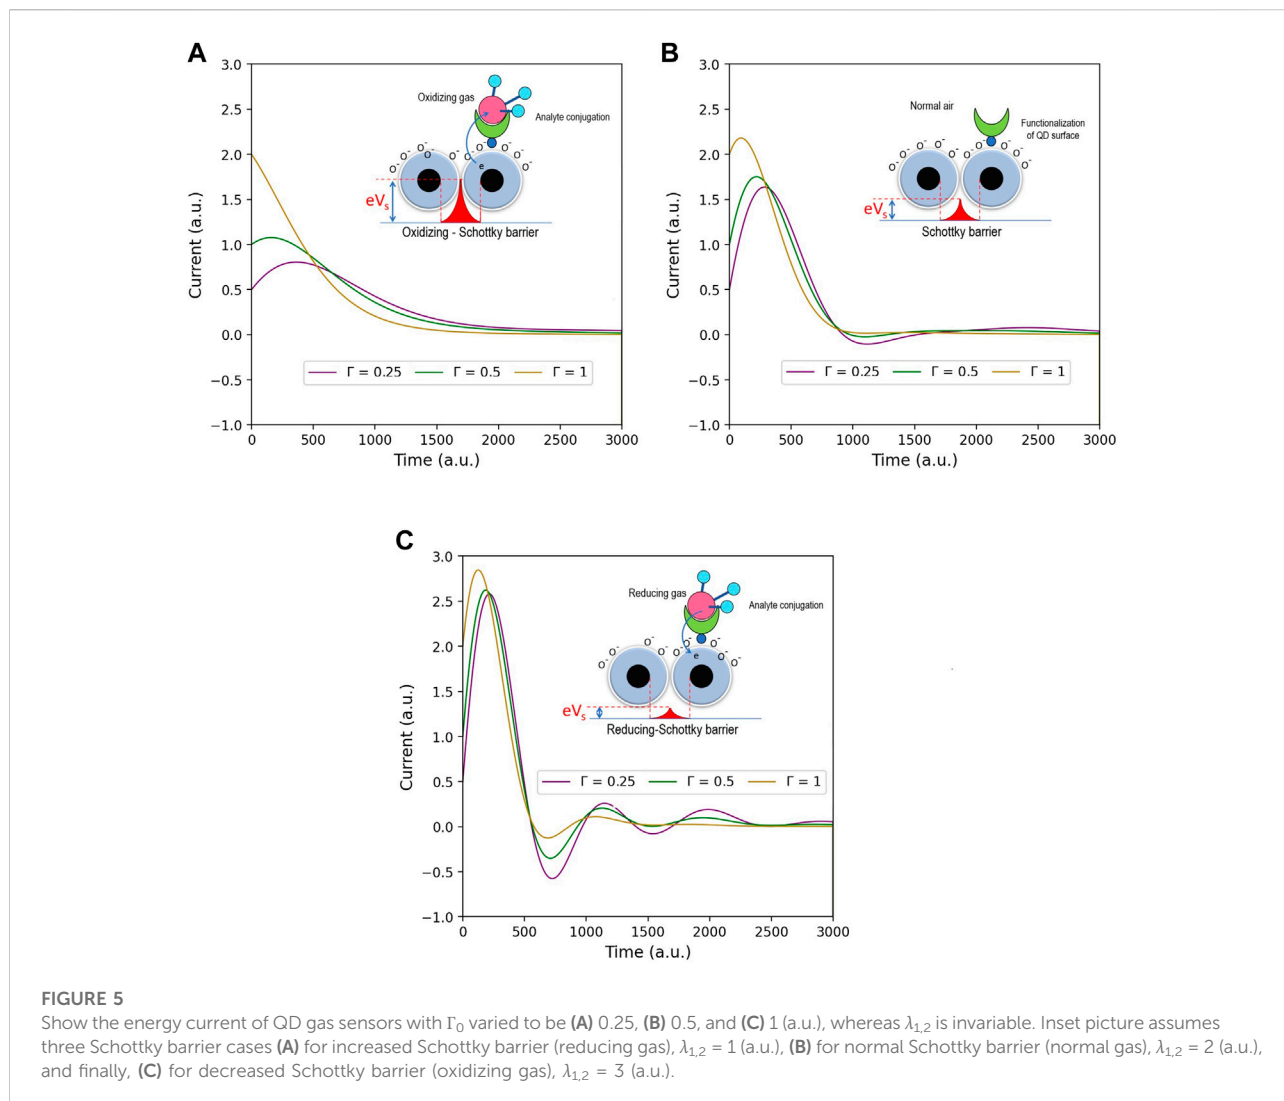 A
3.0
2.5
2.0
1.5
1.0
0.5
0.0
−0.5
−1.0
Current (a.u.)
0 500 1000 1500 2000 2500 3000
Time (a.u.)
Oxidizing gas
Analyte conjugation
O⁻ O⁻ O⁻ O O⁻ O⁻ O⁻ O⁻ O⁻ O⁻
e
eVₛ
Oxidizing - Schottky barrier
Γ = 0.25 Γ = 0.5 Γ = 1
B
3.0
2.5
2.0
1.5
1.0
0.5
0.0
−0.5
−1.0
Current (a.u.)
0 500 1000 1500 2000 2500 3000
Time (a.u.)
Normal air
Functionalization
of QD surface
O⁻ O⁻ O⁻ O⁻ O⁻ O⁻ O⁻ O⁻ O⁻ O⁻
eVₛ
Schottky barrier
Γ = 0.25 Γ = 0.5 Γ = 1
C
3.0
2.5
2.0
1.5
1.0
0.5
0.0
−0.5
−1.0
Current (a.u.)
0 500 1000 1500 2000 2500 3000
Time (a.u.)
Reducing gas
Analyte conjugation
O⁻ O⁻ O⁻ O⁻ O⁻ O⁻ O⁻ O⁻
e
eVₛ
Reducing-Schottky barrier
Γ = 0.25 Γ = 0.5 Γ = 1
FIGURE 5
Show the energy current of QD gas sensors with Γ₀ varied to be (A) 0.25, (B) 0.5, and (C) 1 (a.u.), whereas λ₁,₂ is invariable. Inset picture assumes
three Schottky barrier cases (A) for increased Schottky barrier (reducing gas), λ₁,₂ = 1 (a.u.), (B) for normal Schottky barrier (normal gas), λ₁,₂ = 2 (a.u.),
and finally, (C) for decreased Schottky barrier (oxidizing gas), λ₁,₂ = 3 (a.u.).